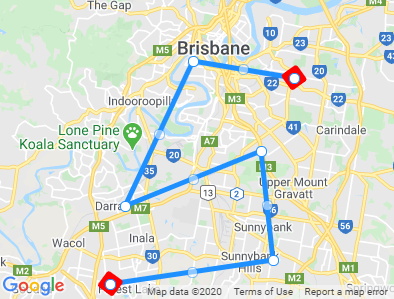 The Gap
M5
Brisbane
10
23
22
20
M3
Indooroopilly
Lone Pine
Koala Sanctuary
A7
41
Carindale
20
35
M3
Darra
M7
13
2
Upper Mount
Gravatt
M5
Inala
Sunnybank
56
Wacol
Sunnybank
Hills
M2
M1
Google
Map data ©2020
Terms of Use
Report a map error